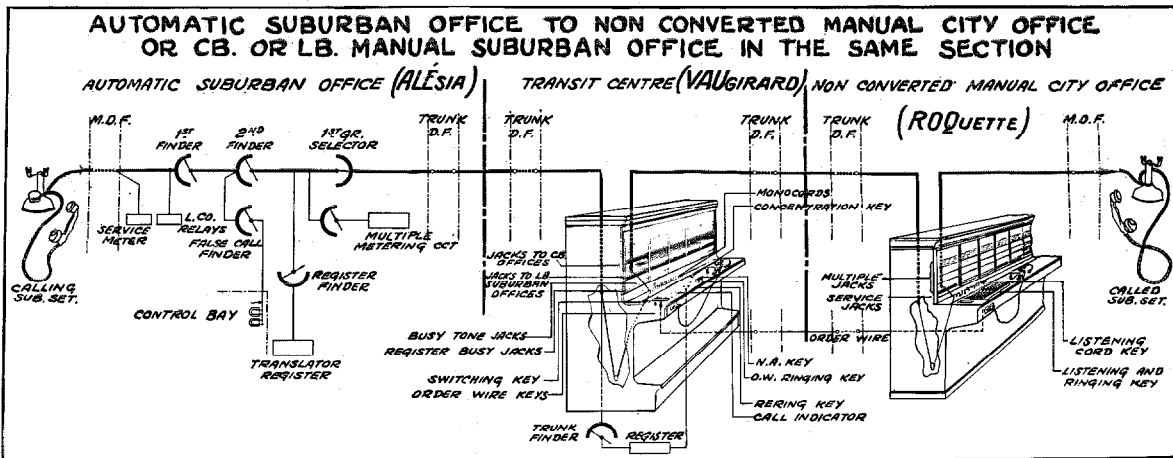 AUTOMATIC SUBURBAN OFFICE TO NON CONVERTED MANUAL CITY OFFICE
OR CB. OR LB. MANUAL SUBURBAN OFFICE IN THE SAME SECTION
AUTOMATIC SUBURBAN OFFICE (ALÉSIA)
TRANSIT CENTRE (VAUGIRARD)
NON CONVERTED MANUAL CITY OFFICE
(ROQUETTE)
M.D.F.
1ST
FINDER
2ND
FINDER
1ST GR.
SELECTOR
TRUNK
D.F.
TRUNK
D.F.
TRUNK
D.F.
TRUNK
D.F.
M.D.F.
SERVICE
METER
L.CO.
RELAYS
FALSE CALL
FINDER
MULTIPLE
METERING CCT
REGISTER
FINDER
CALLING
SUB. SET.
CONTROL BAY
TRANSLATOR
REGISTER
MONOCORDS
CONCENTRATION KEY
JACKS TO CB.
OFFICES
JACKS TO LB
SUBURBAN
OFFICES
BUSY TONE JACKS
REGISTER BUSY JACKS
SWITCHING KEY
ORDER WIRE KEYS
TRUNK
FINDER
REGISTER
N.A. KEY
O.W. RINGING KEY
RERING KEY
CALL INDICATOR
ORDER WIRE
MULTIPLE
JACKS
SERVICE
JACKS
CALLED
SUB. SET.
LISTENING
CORD KEY
LISTENING AND
RINGING KEY